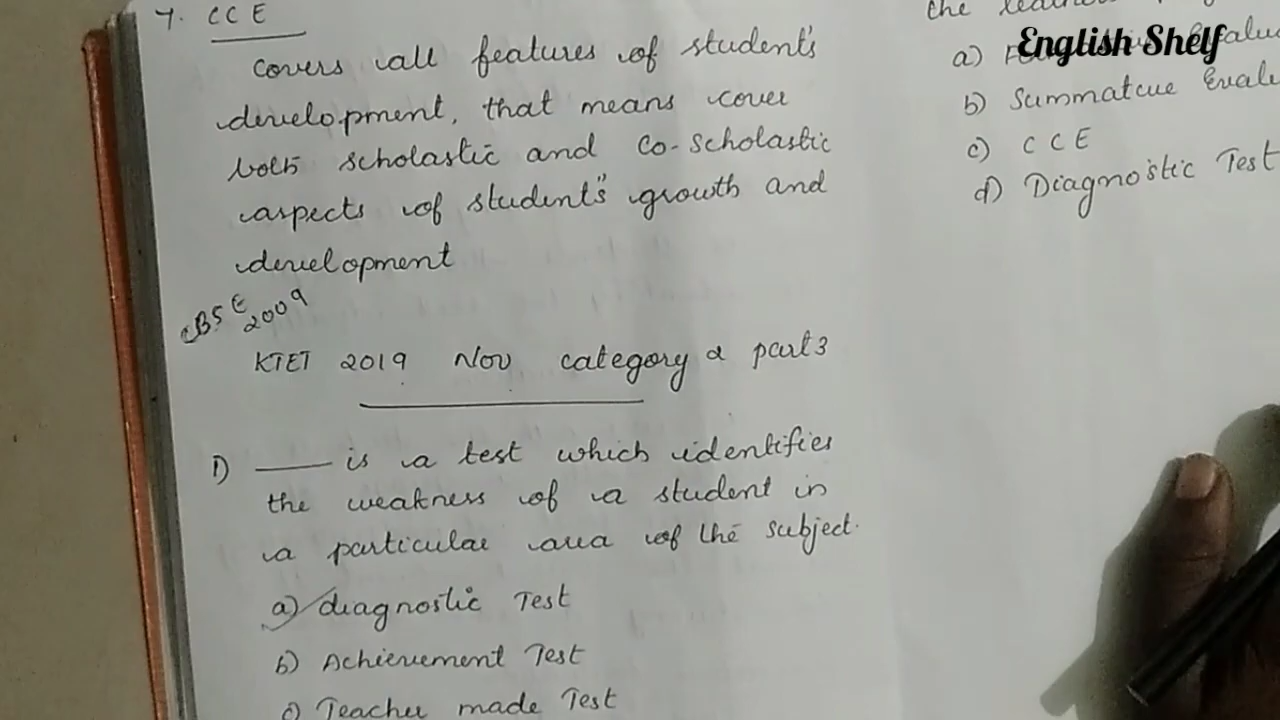 7. CCE
covers all features of student's
development, that means cover
both scholastic and co-scholastic
aspects of student's growth and
development
CBSE 2009
KTET 2019 Nov category 2 part 3
1) ____ is a test which identifies
the weakness of a student in
a particular area of the subject.
a) diagnostic Test
b) Achievement Test
c) Teacher made Test
the
English Shelf
a)
b) Summative
c) CCE
d) Diagnostic Test